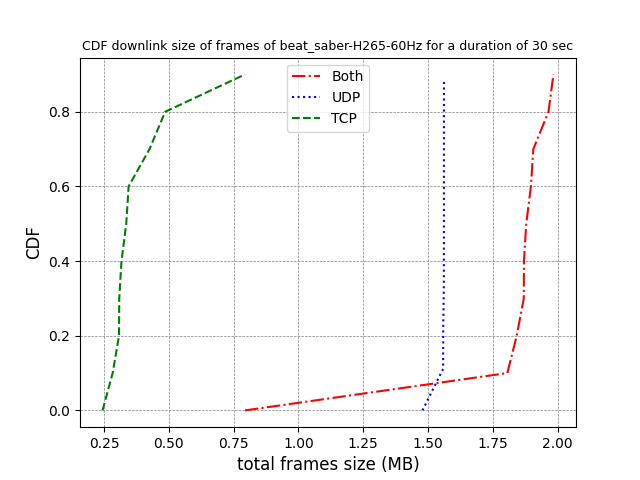 CDF downlink size of frames of beat_saber-H265-60Hz for a duration of 30 sec
Both
UDP
TCP
CDF
0.8
0.6
0.4
0.2
0.0
0.25 0.50 0.75 1.00 1.25 1.50 1.75 2.00
total frames size (MB)